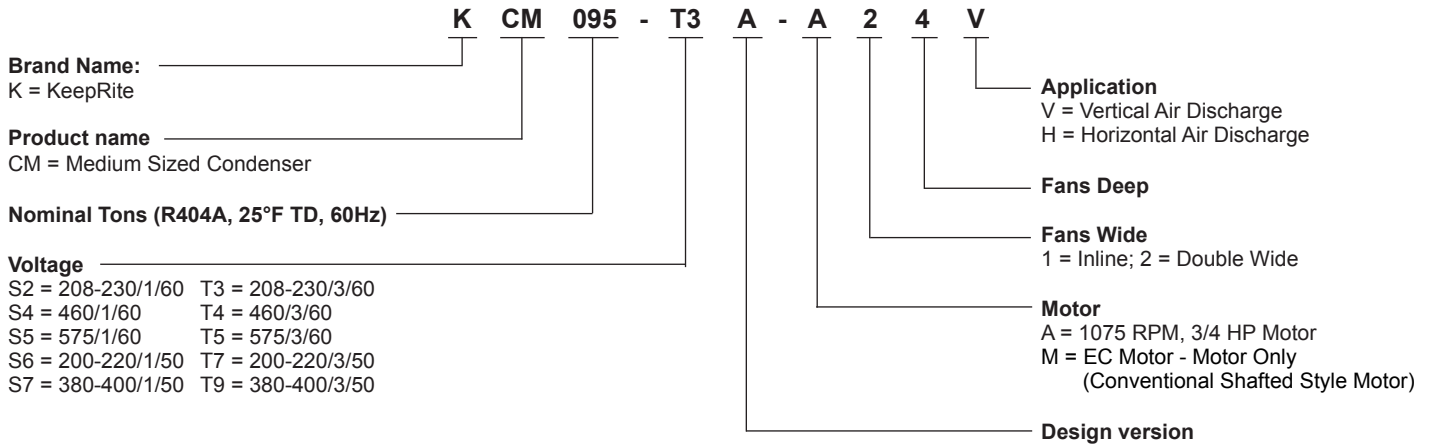 K CM 095 - T3 A - A 2 4 V
Brand Name:
K = KeepRite
Product name
CM = Medium Sized Condenser
Nominal Tons (R404A, 25°F TD, 60Hz)
Voltage
S2 = 208-230/1/60 T3 = 208-230/3/60
S4 = 460/1/60 T4 = 460/3/60
S5 = 575/1/60 T5 = 575/3/60
S6 = 200-220/1/50 T7 = 200-220/3/50
S7 = 380-400/1/50 T9 = 380-400/3/50
Application
V = Vertical Air Discharge
H = Horizontal Air Discharge
Fans Deep
Fans Wide
1 = Inline; 2 = Double Wide
Motor
A = 1075 RPM, 3/4 HP Motor
M = EC Motor - Motor Only
(Conventional Shafted Style Motor)
Design version